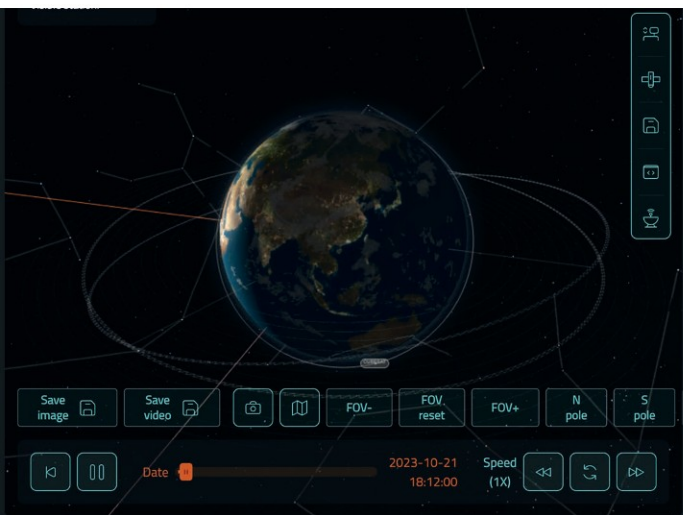 Save
image
Save
video
FOV-
FOV
reset
FOV+
N
pole
S
pole
Date
2023-10-21
18:12:00
Speed
(1X)